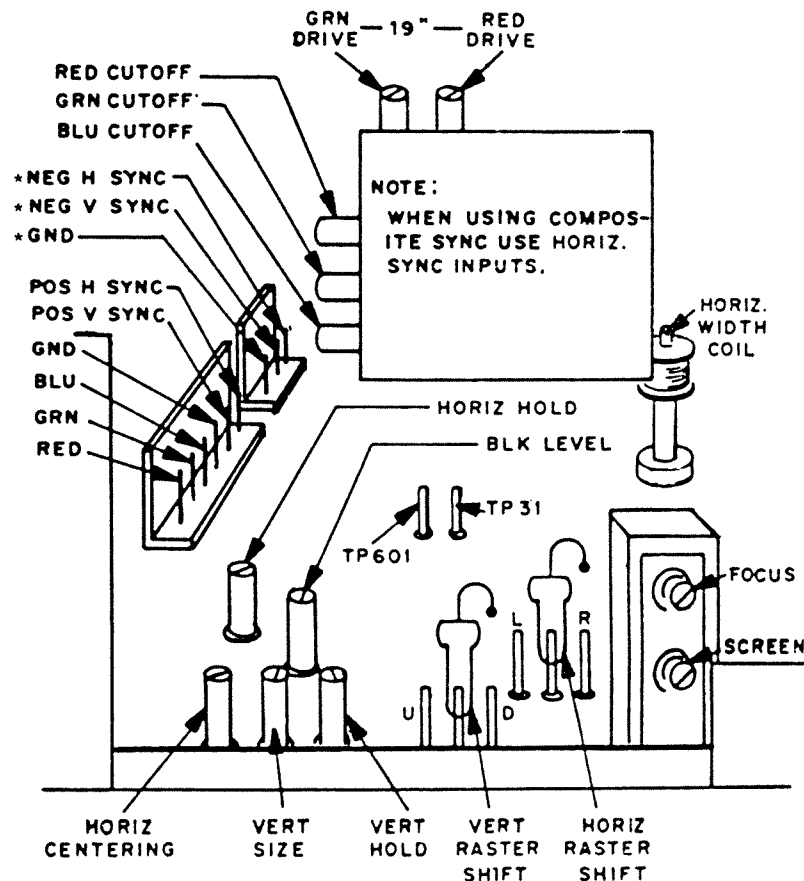 GRN DRIVE
— 19" —
RED DRIVE
RED CUTOFF
GRN CUTOFF
BLU CUTOFF
*NEG H SYNC
*NEG V SYNC
*GND
POS H SYNC
POS V SYNC
GND
BLU
GRN
RED
NOTE:
WHEN USING COMPOS-
ITE SYNC USE HORIZ.
SYNC INPUTS.
HORIZ.
WIDTH
COIL
HORIZ HOLD
BLK LEVEL
TP601
TP31
L
R
U
D
FOCUS
SCREEN
HORIZ
CENTERING
VERT
SIZE
VERT
HOLD
VERT
RASTER
SHIFT
HORIZ
RASTER
SHIFT